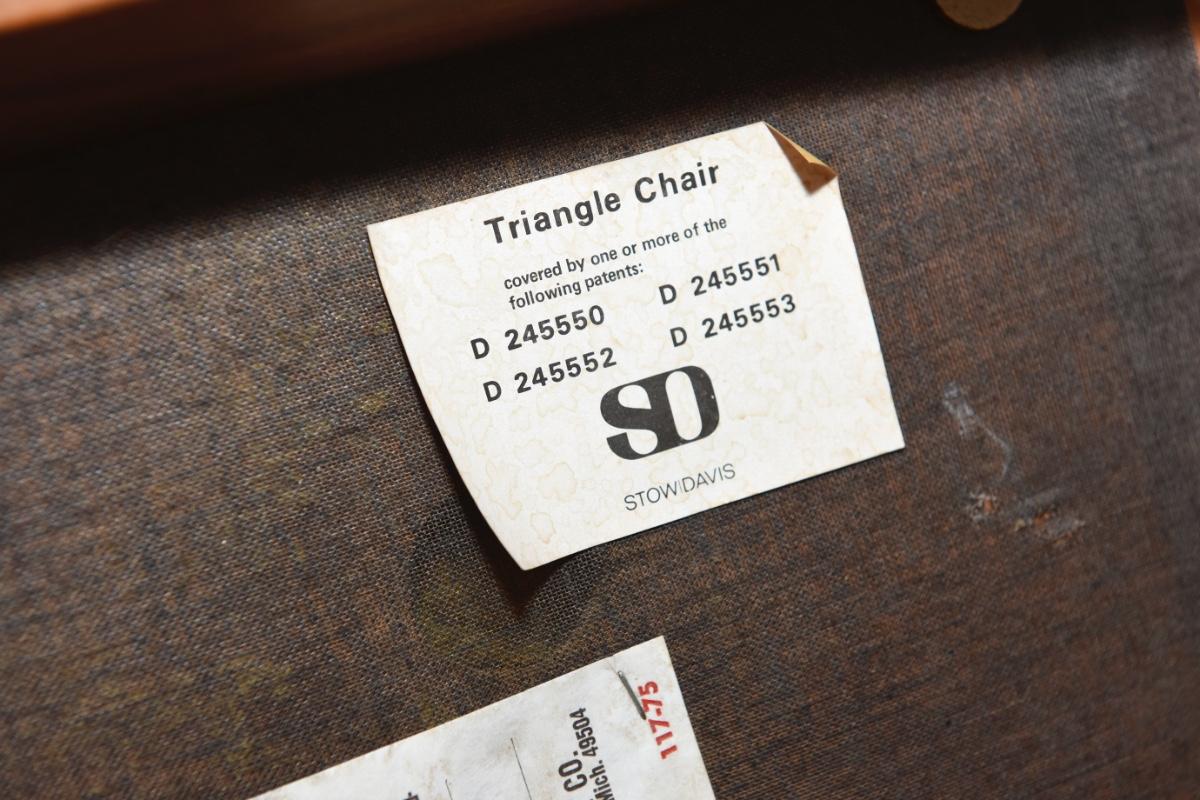 Triangle Chair
covered by one or more of the
following patents:
D 245550 D 245551
D 245552 D 245553
SD
STOW|DAVIS
117-75
CO.
Mich. 49504